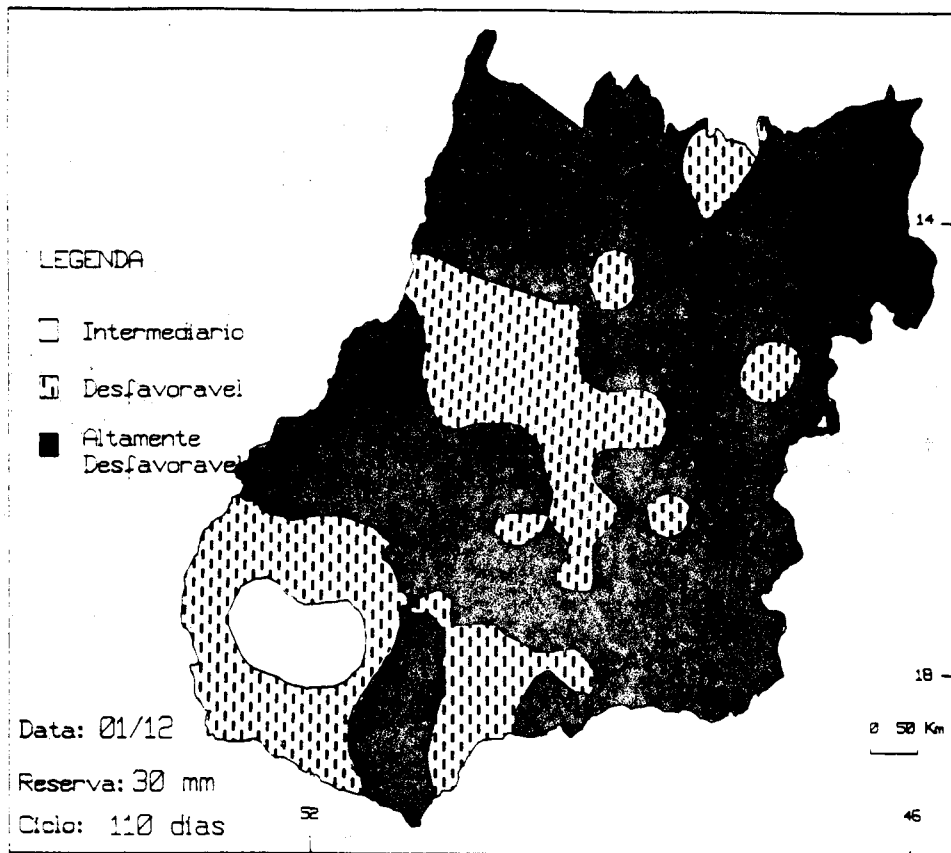 14
LEGENDA
Intermediario
Desfavoravel
Altamente
Desfavoravel
18
Data: 01/12
0 50 Km
Reserva: 30 mm
Ciclo: 110 dias
52
46